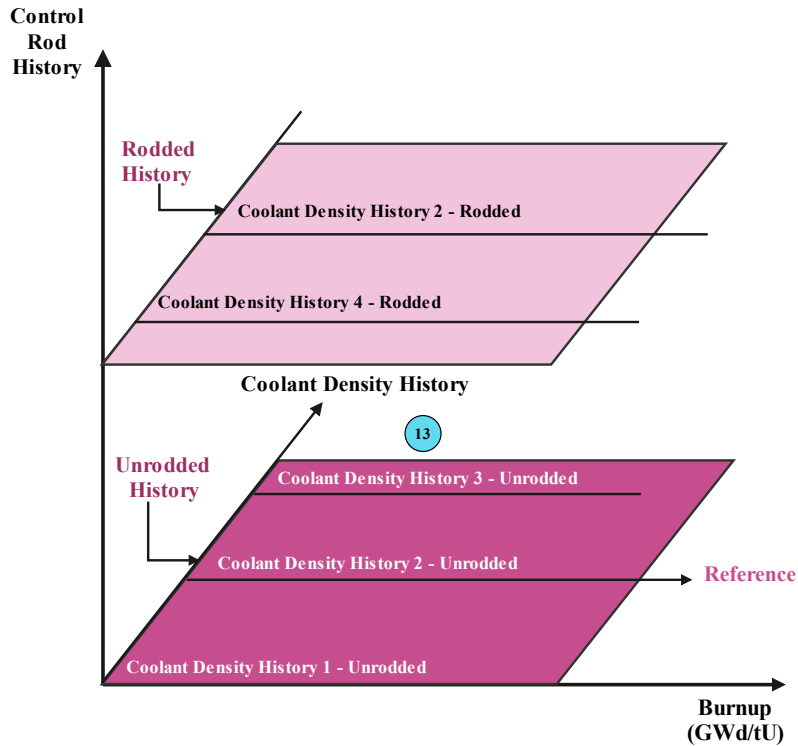 Control
Rod
History
Rodded
History
Coolant Density History 2 - Rodded
Coolant Density History 4 - Rodded
Coolant Density History
13
Unrodded
History
Coolant Density History 3 - Unrodded
Coolant Density History 2 - Unrodded
Reference
Coolant Density History 1 - Unrodded
Burnup
(GWd/tU)